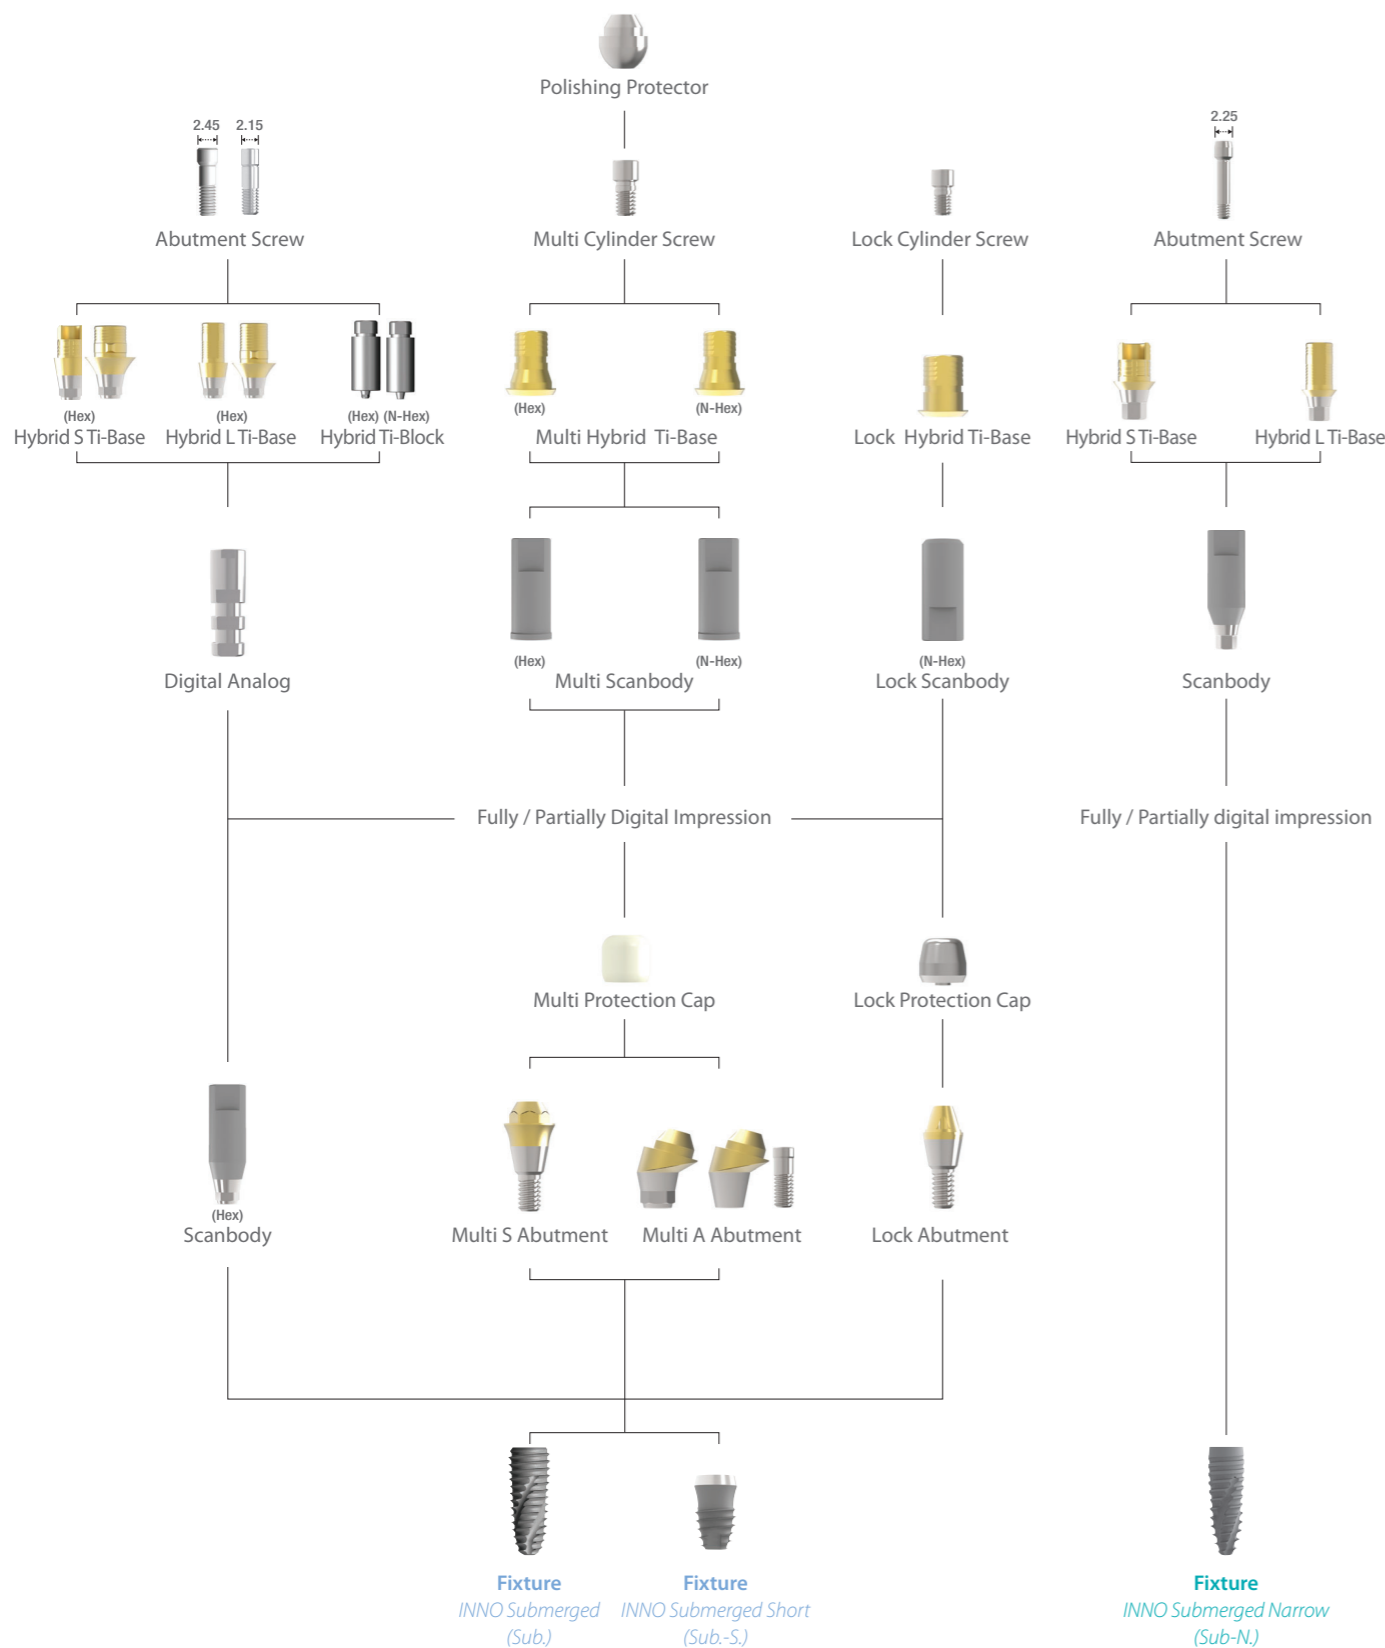 Polishing Protector
2.45 2.15
2.25
Abutment Screw
Multi Cylinder Screw
Lock Cylinder Screw
Abutment Screw
(Hex)
Hybrid S Ti-Base
(Hex)
Hybrid L Ti-Base
(Hex) (N-Hex)
Hybrid Ti-Block
(Hex)
(N-Hex)
Multi Hybrid Ti-Base
Lock Hybrid Ti-Base
Hybrid S Ti-Base
Hybrid L Ti-Base
Digital Analog
(Hex)
(N-Hex)
Multi Scanbody
(N-Hex)
Lock Scanbody
Scanbody
Fully / Partially Digital Impression
Fully / Partially digital impression
Multi Protection Cap
Lock Protection Cap
(Hex)
Scanbody
Multi S Abutment
Multi A Abutment
Lock Abutment
Fixture
INNO Submerged
(Sub.)
Fixture
INNO Submerged Short
(Sub.-S.)
Fixture
INNO Submerged Narrow
(Sub-N.)